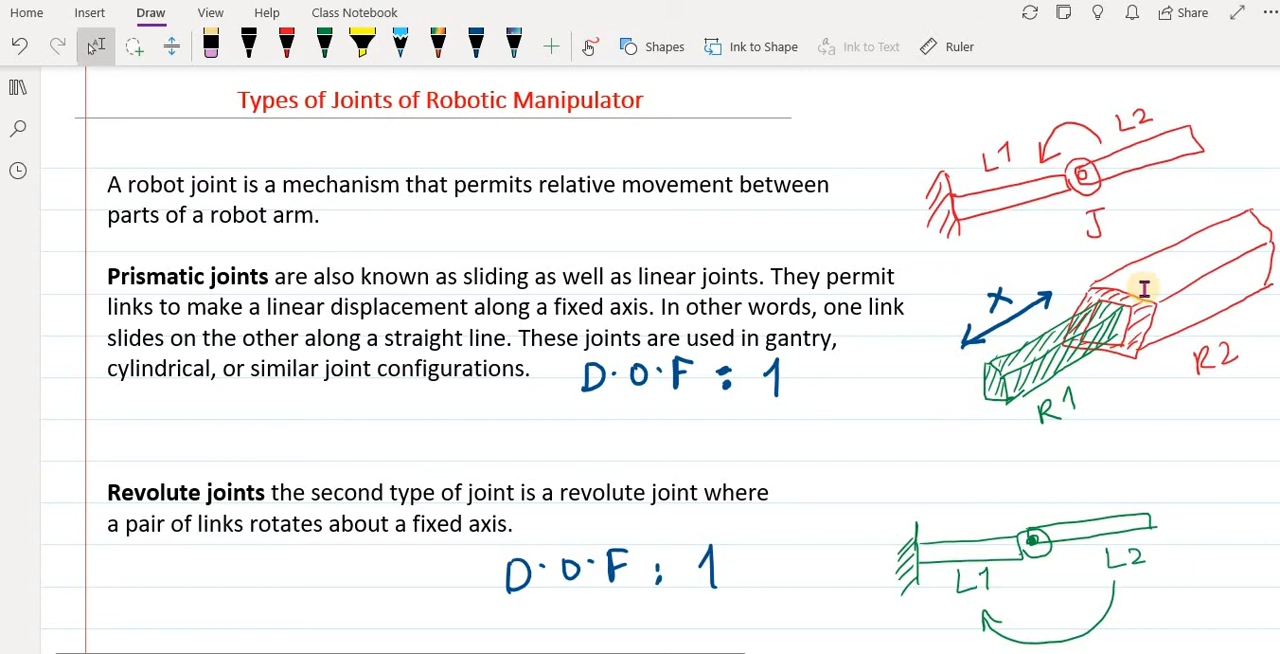 Home Insert Draw View Help Class Notebook Share
Shapes Ink to Shape Ink to Text Ruler
Types of Joints of Robotic Manipulator
A robot joint is a mechanism that permits relative movement between
parts of a robot arm.
L1 L2
J
Prismatic joints are also known as sliding as well as linear joints. They permit
links to make a linear displacement along a fixed axis. In other words, one link
slides on the other along a straight line. These joints are used in gantry,
cylindrical, or similar joint configurations.
D.O.F : 1
X
R2
R1
Revolute joints the second type of joint is a revolute joint where
a pair of links rotates about a fixed axis.
D.O.F : 1
L1 L2